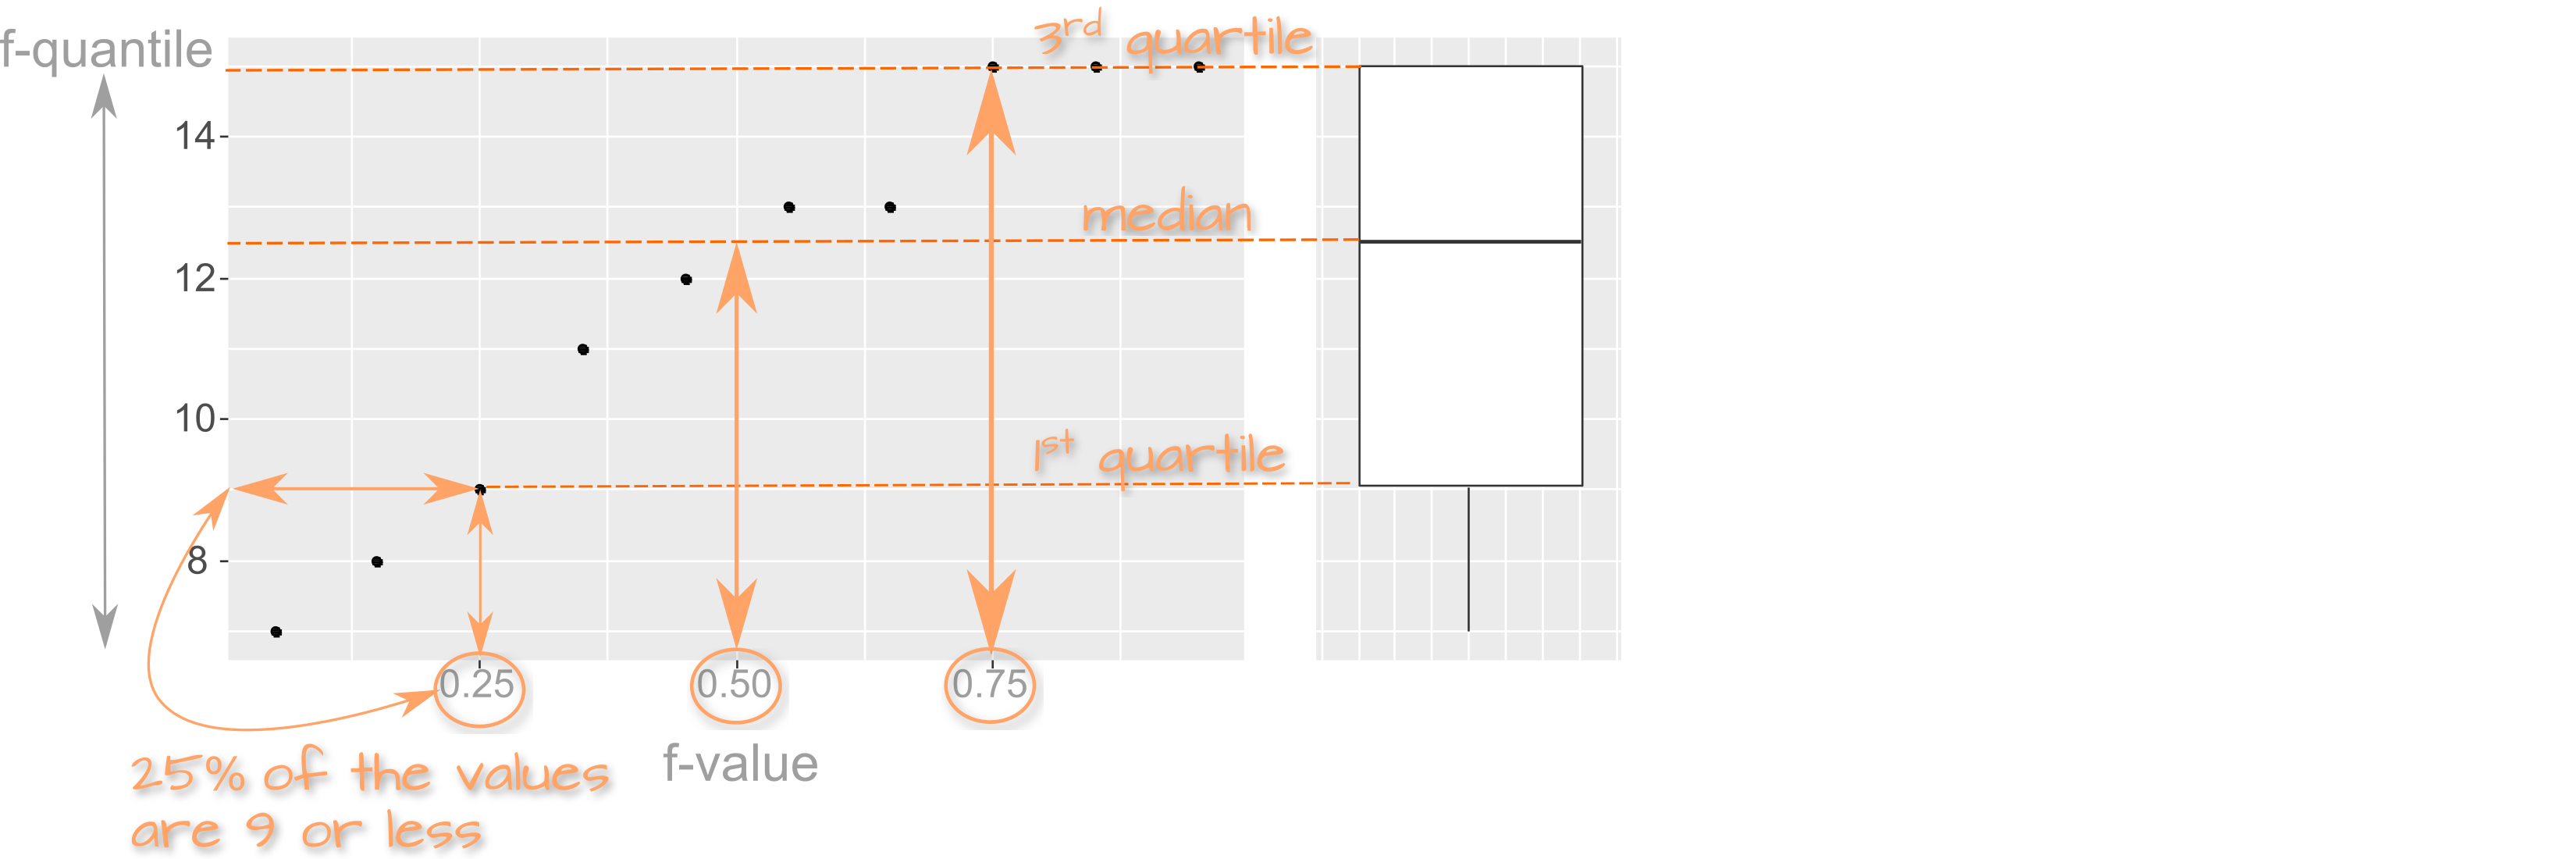 f-quantile
3rd quartile
14
median
12
10
1st quartile
8
0.25 0.50 0.75
f-value
25% of the values
are 9 or less